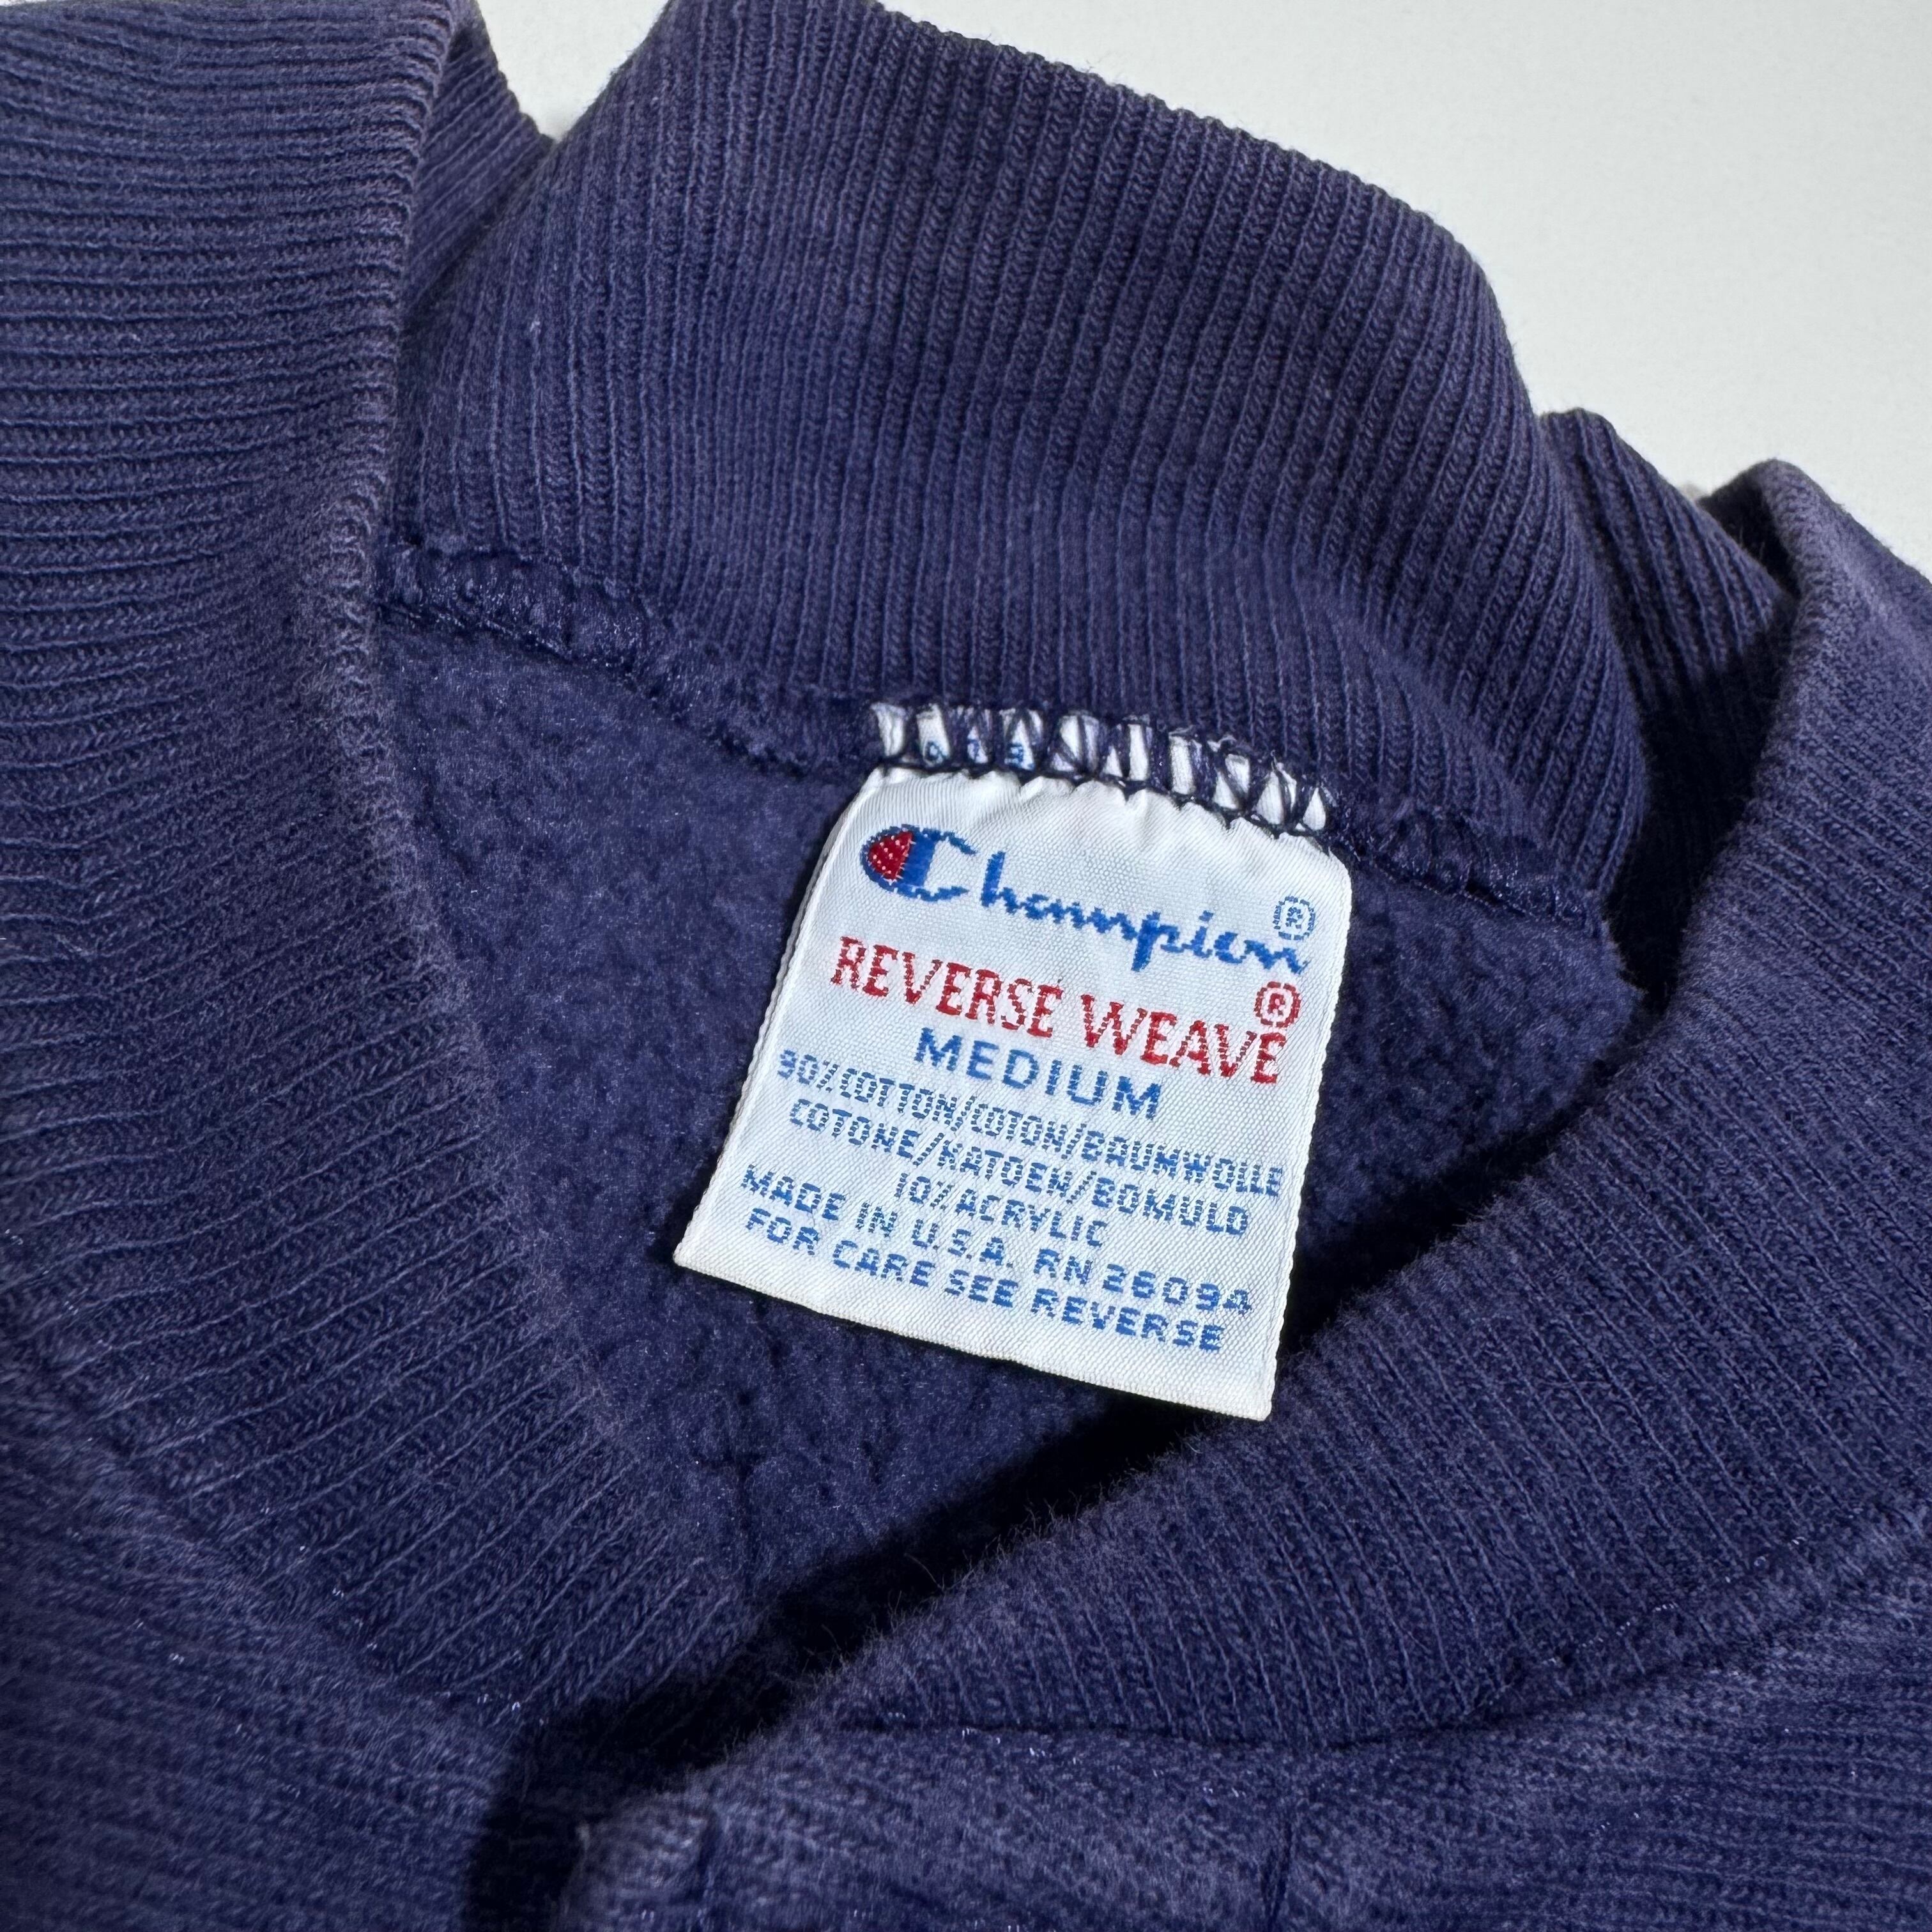 Champion®
REVERSE WEAVE®
MEDIUM
90% COTTON/COTON/BAUMWOLLE
COTONE/KATOEN/BOMULD
10% ACRYLIC
MADE IN U.S.A. RN 26094
FOR CARE SEE REVERSE